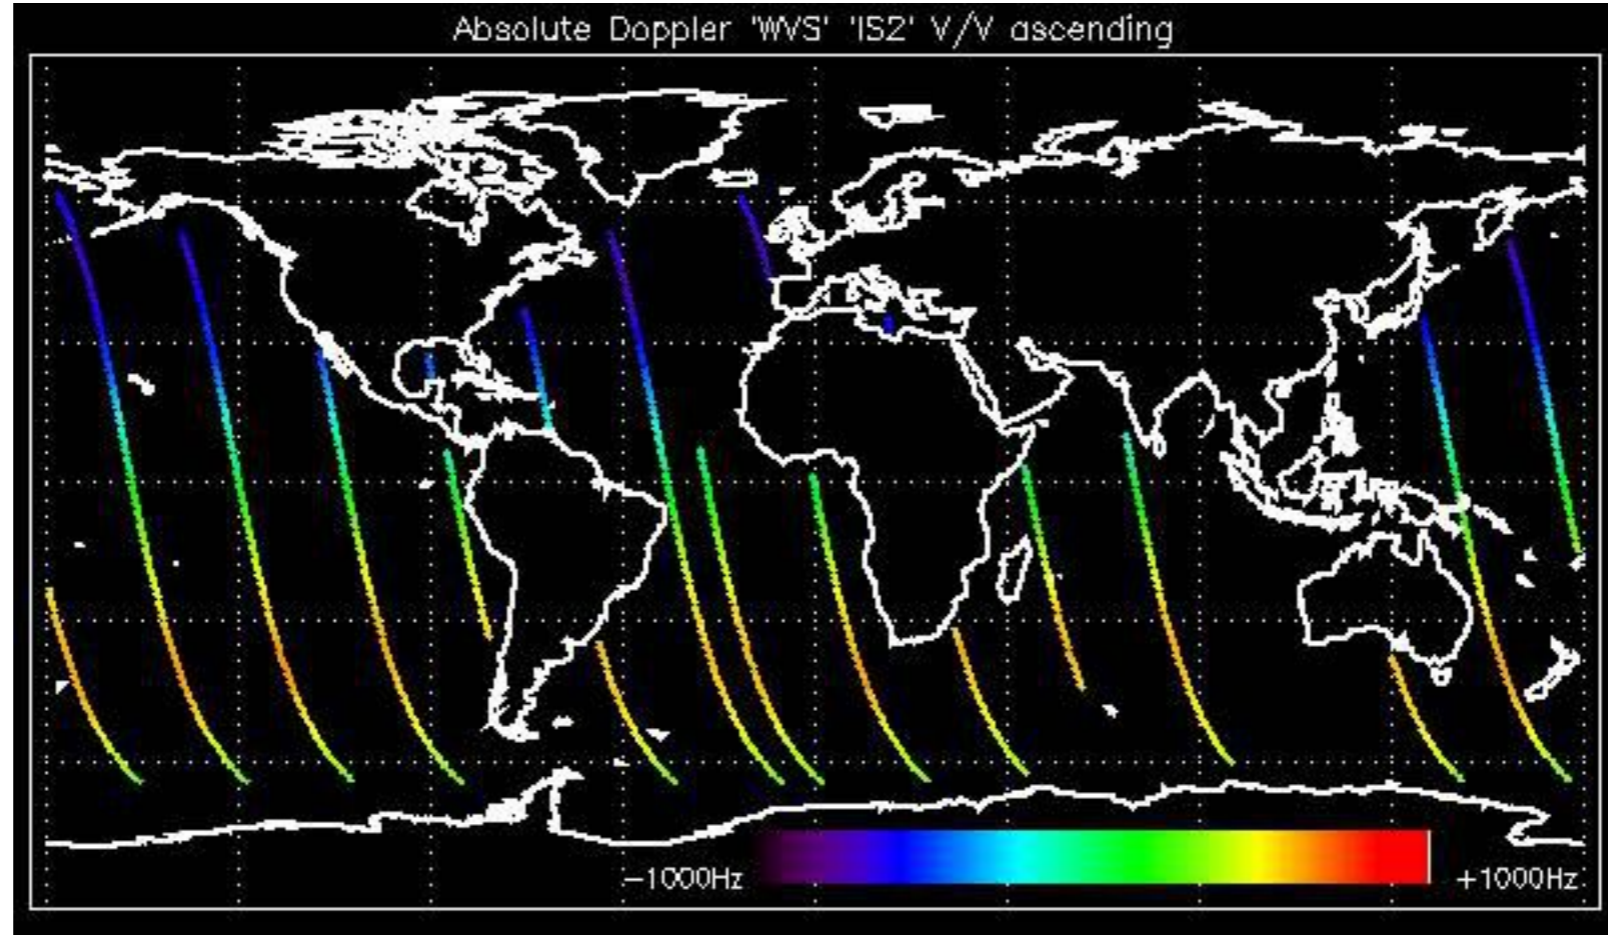 Absolute Doppler 'WVS' 'IS2' V/V ascending
−1000Hz +1000Hz